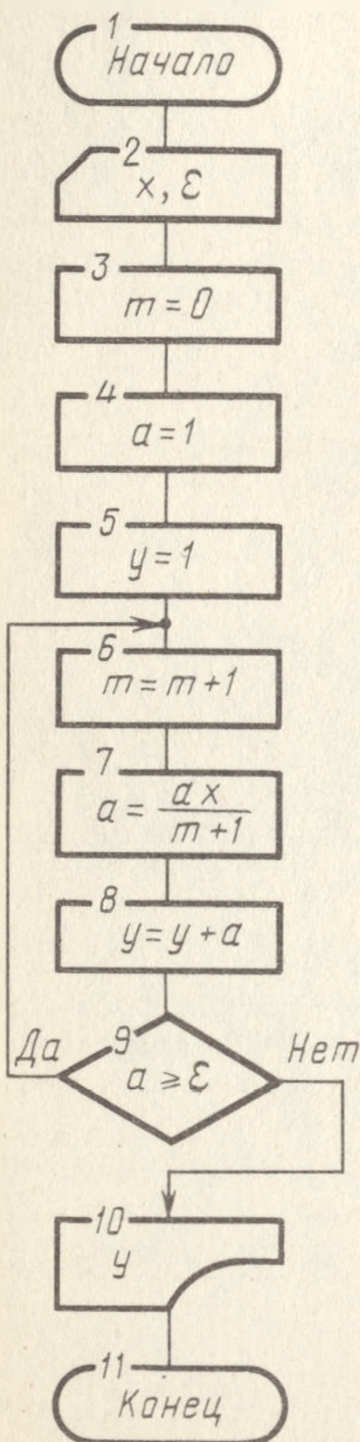 1
Начало
2
x, ε
3
m = 0
4
a = 1
5
y = 1
6
m = m + 1
7
a = ax / m + 1
8
y = y + a
Да
9
Нет
a ⩾ ε
10
y
11
Конец